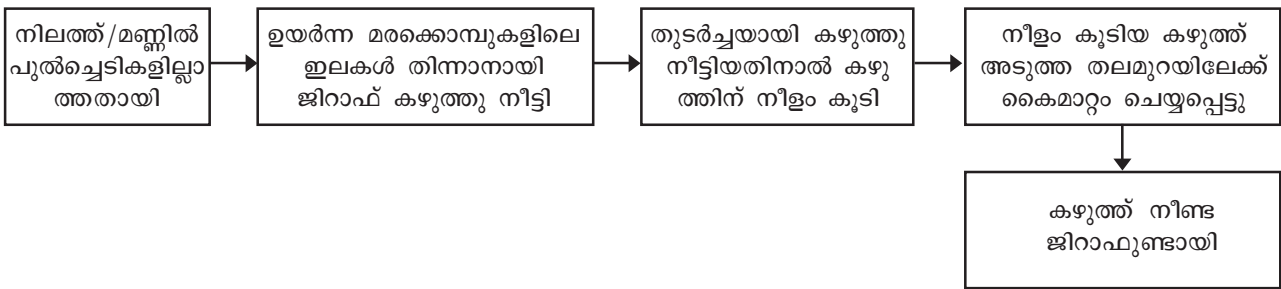 നിലത്ത്/മണ്ണിൽ
പുൽച്ചെടികളില്ലാ
ത്തതായി
ഉയർന്ന മരക്കൊമ്പുകളിലെ
ഇലകൾ തിന്നാനായി
ജിറാഫ് കഴുത്തു നീട്ടി
തുടർച്ചയായി കഴുത്തു
നീട്ടിയതിനാൽ കഴു
ത്തിന് നീളം കൂടി
നീളം കൂടിയ കഴുത്ത്
അടുത്ത തലമുറയിലേക്ക്
കൈമാറ്റം ചെയ്യപ്പെട്ടു
കഴുത്ത് നീണ്ട
ജിറാഫുണ്ടായി